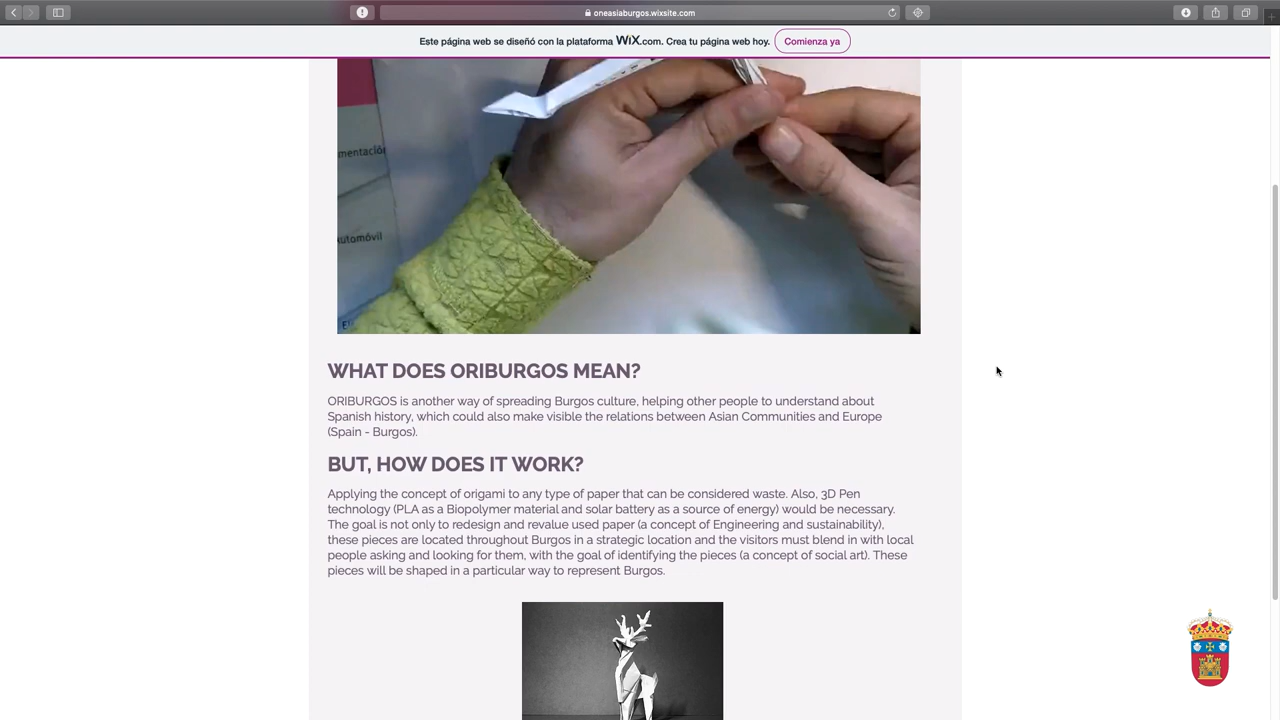 oneasiaburgos.wixsite.com
Este página web se diseñó con la plataforma WiX.com. Crea tu página web hoy. Comienza ya
mentación
utomóvil
WHAT DOES ORIBURGOS MEAN?
ORIBURGOS is another way of spreading Burgos culture, helping other people to understand about
Spanish history, which could also make visible the relations between Asian Communities and Europe
(Spain - Burgos).
BUT, HOW DOES IT WORK?
Applying the concept of origami to any type of paper that can be considered waste. Also, 3D Pen
technology (PLA as a Biopolymer material and solar battery as a source of energy) would be necessary.
The goal is not only to redesign and revalue used paper (a concept of Engineering and sustainability),
these pieces are located throughout Burgos in a strategic location and the visitors must blend in with local
people asking and looking for them, with the goal of identifying the pieces (a concept of social art). These
pieces will be shaped in a particular way to represent Burgos.